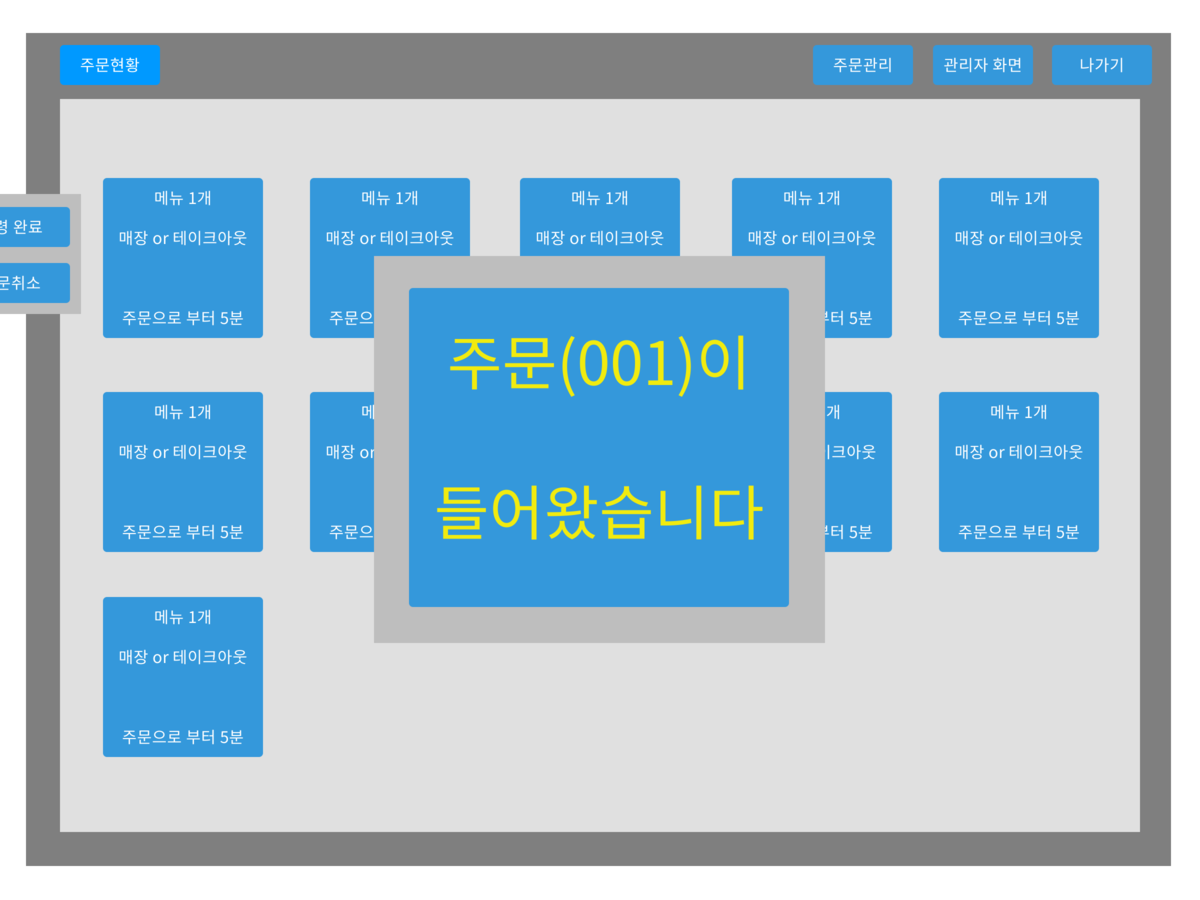 주문현황
주문관리
관리자 화면
나가기
메뉴 1개
매장 or 테이크아웃
주문으로 부터 5분
메뉴 1개
매장 or 테이크아웃
주문으
메뉴 1개
매장 or 테이크아웃
메뉴 1개
매장 or 테이크아웃
부터 5분
메뉴 1개
매장 or 테이크아웃
주문으로 부터 5분
령 완료
문취소
주문(001)이
들어왔습니다
메뉴 1개
매장 or 테이크아웃
주문으로 부터 5분
메
매장 or
주문으
개
크아웃
터 5분
메뉴 1개
매장 or 테이크아웃
주문으로 부터 5분
메뉴 1개
매장 or 테이크아웃
주문으로 부터 5분